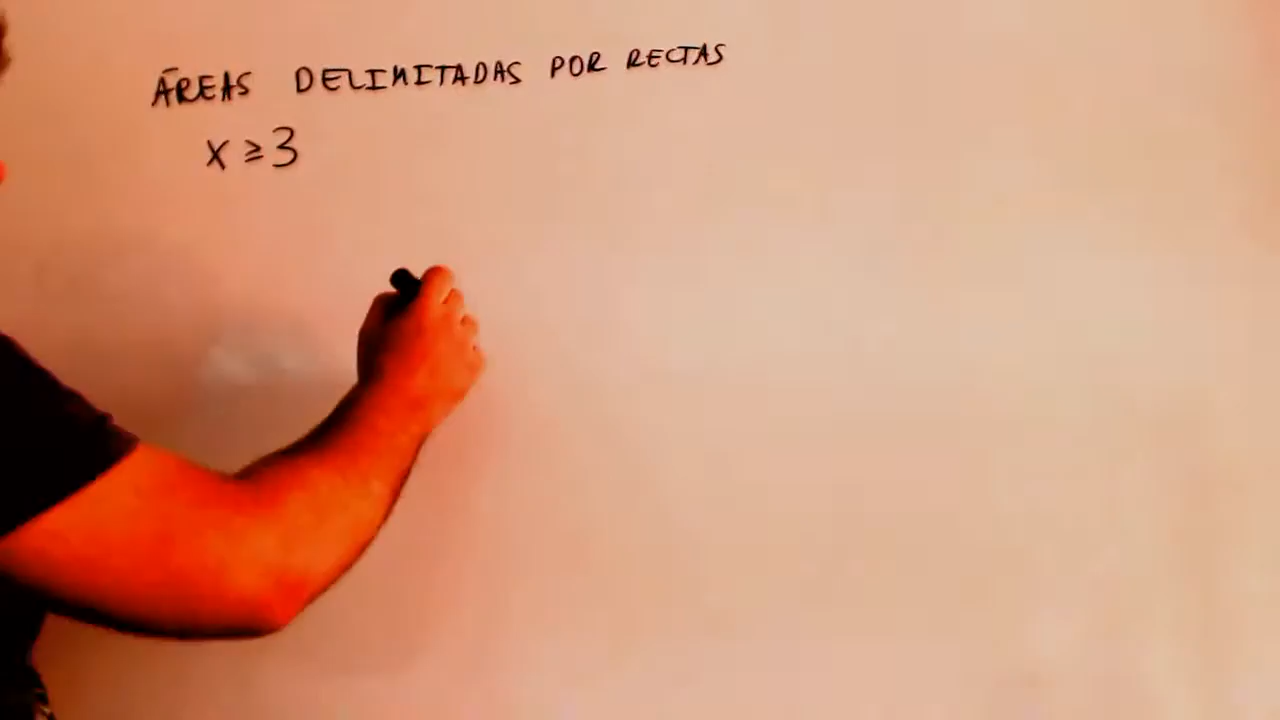 ÁREAS DELIMITADAS POR RECTAS
x ≥ 3